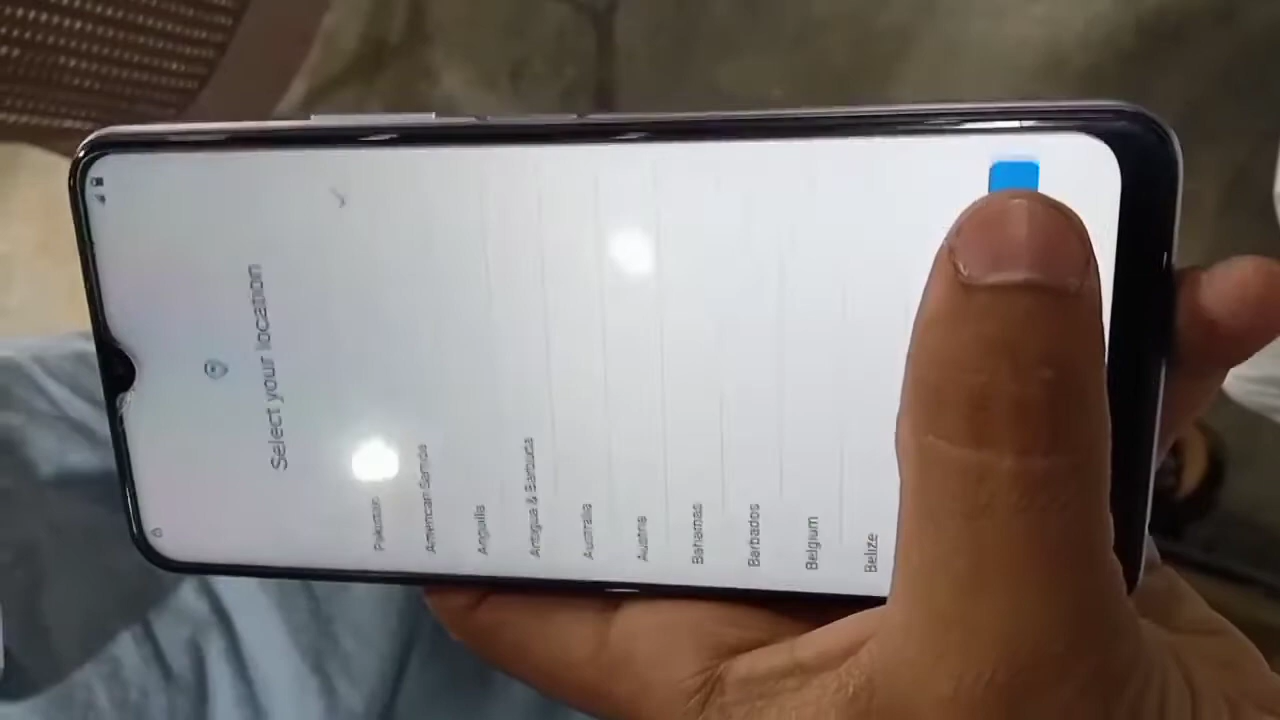 Select your location
Pakistan
American Samoa
Anguilla
Antigua & Barbuda
Australia
Austria
Bahamas
Barbados
Belgium
Belize